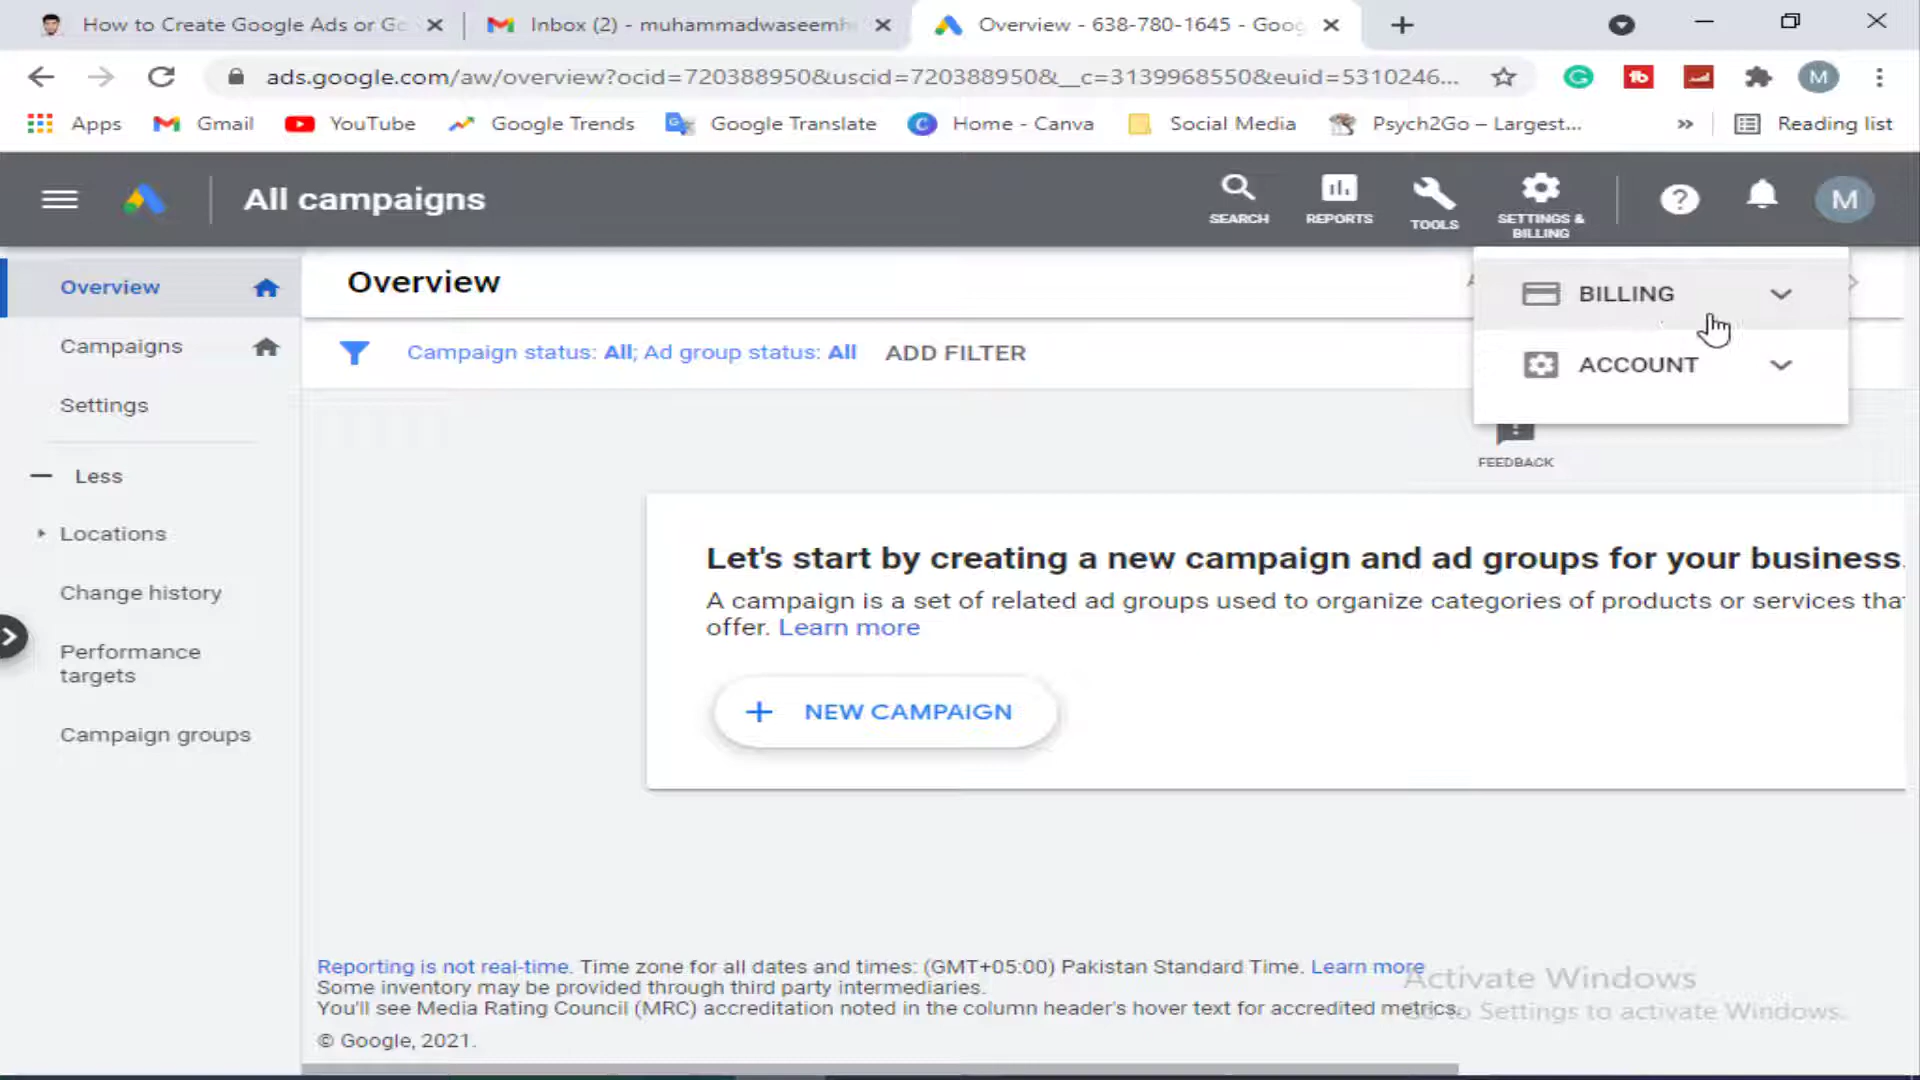 How to Create Google Ads or Go
Inbox (2) - muhammadwaseemh
Overview - 638-780-1645 - Goog
ads.google.com/aw/overview?ocid=720388950&uscid=720388950&__c=3139968550&euid=5310246...
M
Apps
Gmail
YouTube
Google Trends
Google Translate
Home - Canva
Social Media
Psych2Go – Largest...
Reading list
All campaigns
SEARCH
REPORTS
TOOLS
SETTINGS &
BILLING
M
Overview
Campaigns
Settings
Less
Locations
Change history
Performance
targets
Campaign groups
Overview
BILLING
ACCOUNT
Campaign status: All; Ad group status: All
ADD FILTER
FEEDBACK
Let's start by creating a new campaign and ad groups for your business.
A campaign is a set of related ad groups used to organize categories of products or services that
offer. Learn more
+ NEW CAMPAIGN
Reporting is not real-time. Time zone for all dates and times: (GMT+05:00) Pakistan Standard Time. Learn more
Some inventory may be provided through third party intermediaries.
You'll see Media Rating Council (MRC) accreditation noted in the column header's hover text for accredited metrics.
© Google, 2021.
Activate Windows
Go to Settings to activate Windows.